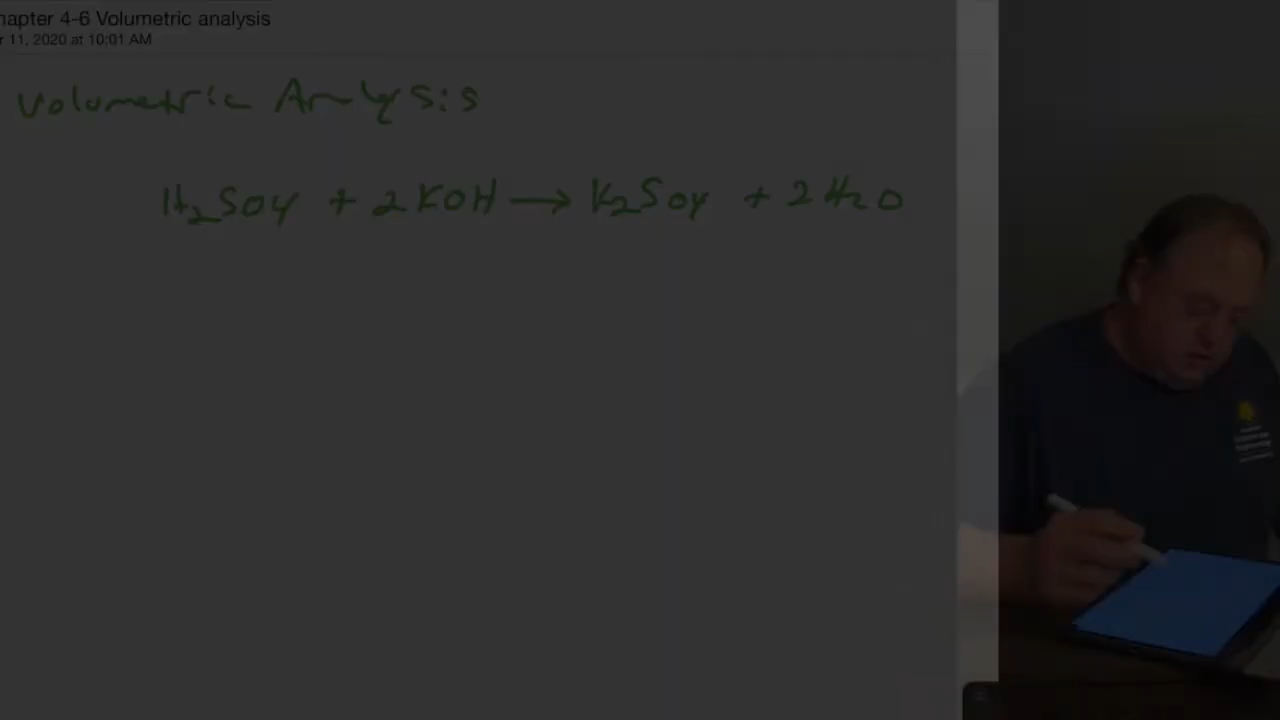 hapter 4-6 Volumetric analysis
r 11, 2020 at 10:01 AM
Volumetric Analysis
H₂SO4 + 2KOH → K₂SO4 + 2H₂O